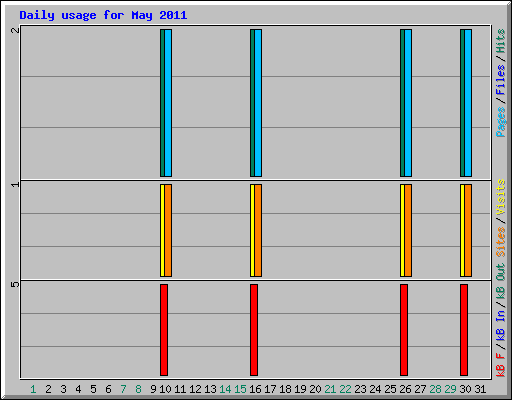 Daily usage for May 2011
2
Pages / Files / Hits
1
Sites / Visits
5
kB F / kB In / kB Out
1 2 3 4 5 6 7 8 9 10 11 12 13 14 15 16 17 18 19 20 21 22 23 24 25 26 27 28 29 30 31